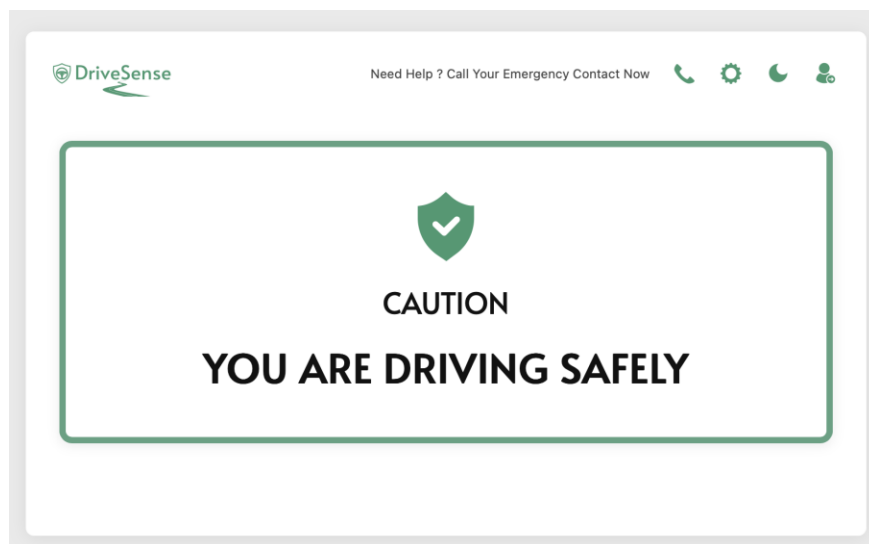 DriveSense
Need Help ? Call Your Emergency Contact Now
CAUTION
YOU ARE DRIVING SAFELY